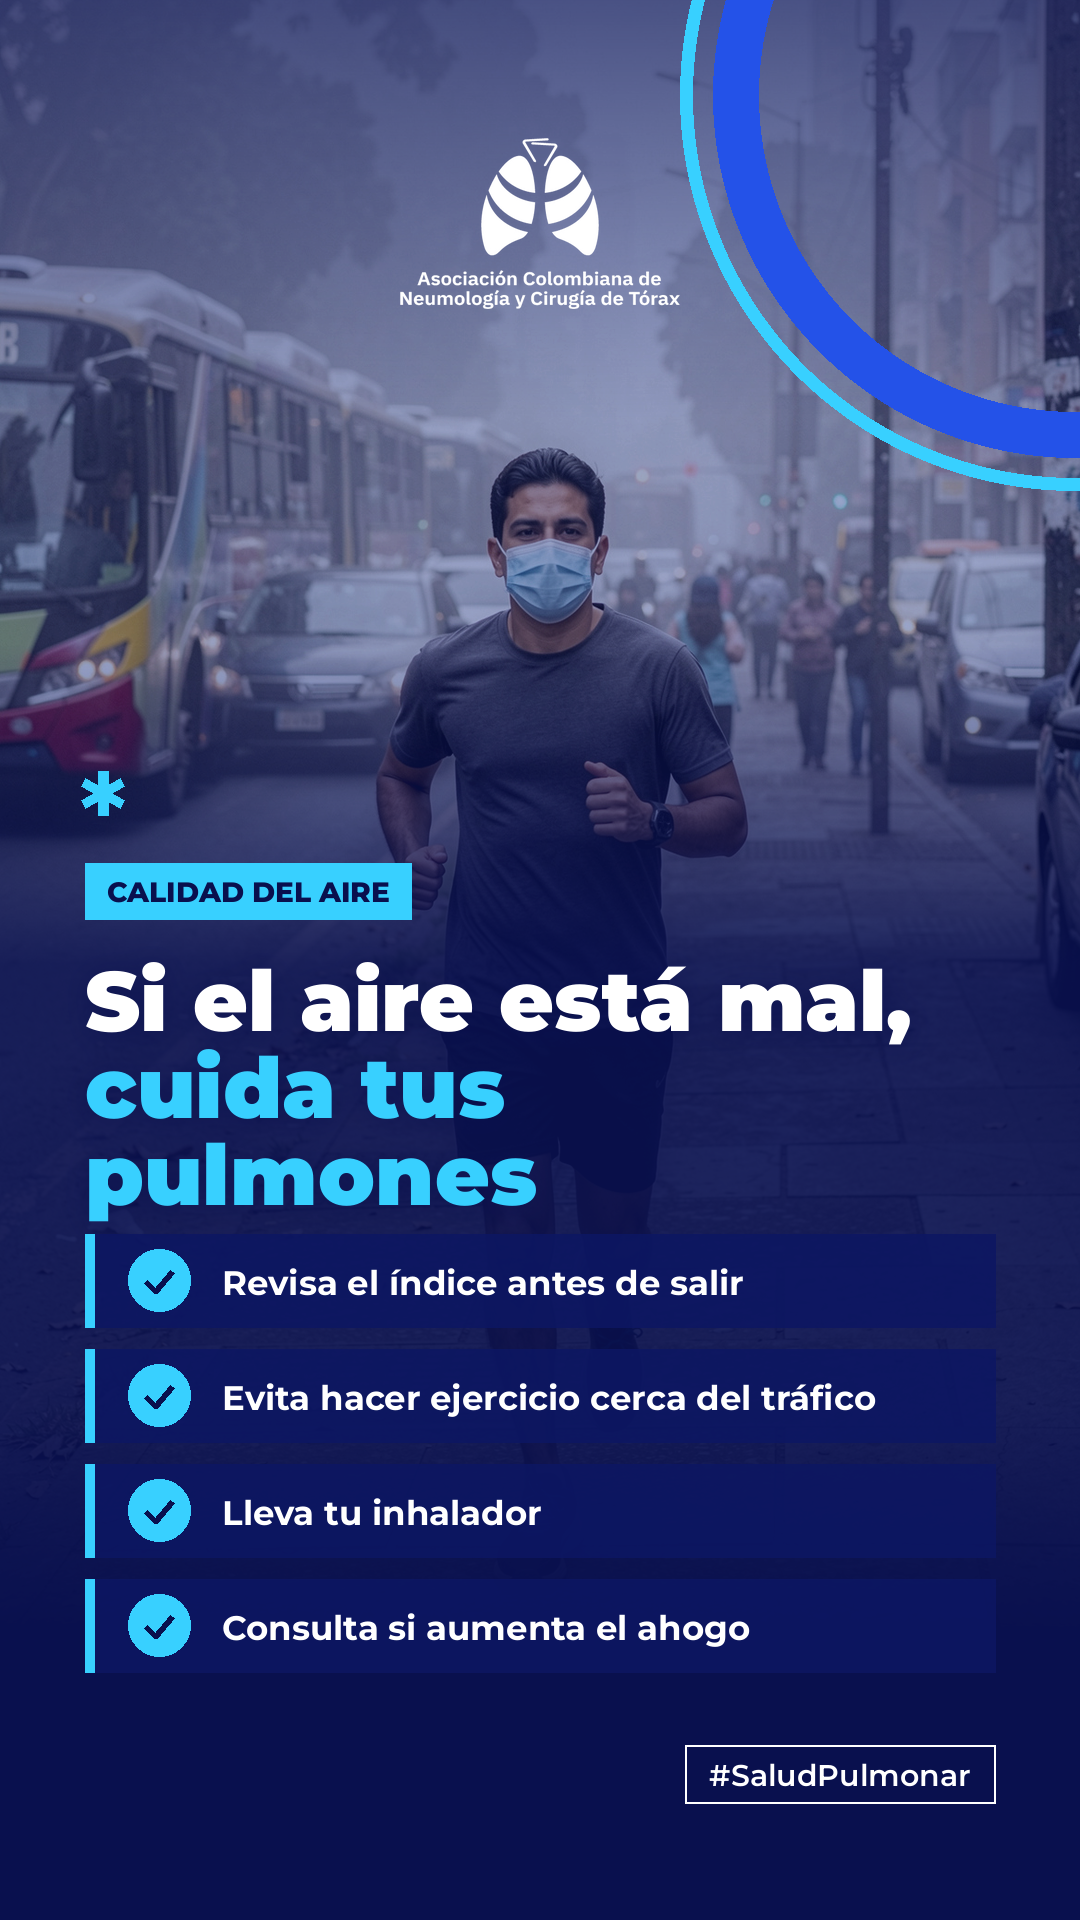 Asociación Colombiana de
Neumología y Cirugía de Tórax
B
CALIDAD DEL AIRE
Si el aire está mal,
cuida tus
pulmones
Revisa el índice antes de salir
Evita hacer ejercicio cerca del tráfico
Lleva tu inhalador
Consulta si aumenta el ahogo
#SaludPulmonar